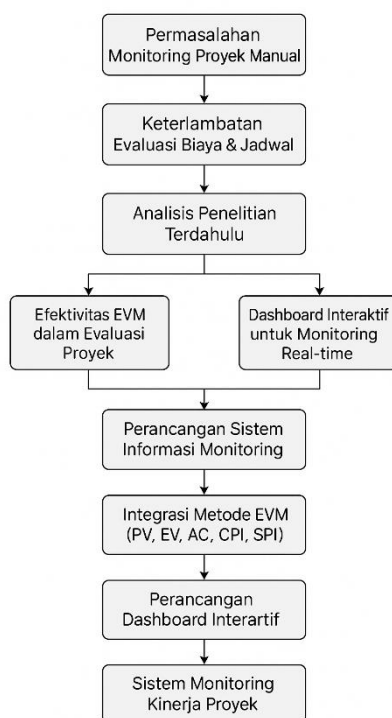 Permasalahan
Monitoring Proyek Manual
Keterlambatan
Evaluasi Biaya & Jadwal
Analisis Penelitian
Terdahulu
Efektivitas EVM
dalam Evaluasi
Proyek
Dashboard Interaktif
untuk Monitoring
Real-time
Perancangan Sistem
Informasi Monitoring
Integrasi Metode EVM
(PV, EV, AC, CPI, SPI)
Perancangan
Dashboard Interartif
Sistem Monitoring
Kinerja Proyek